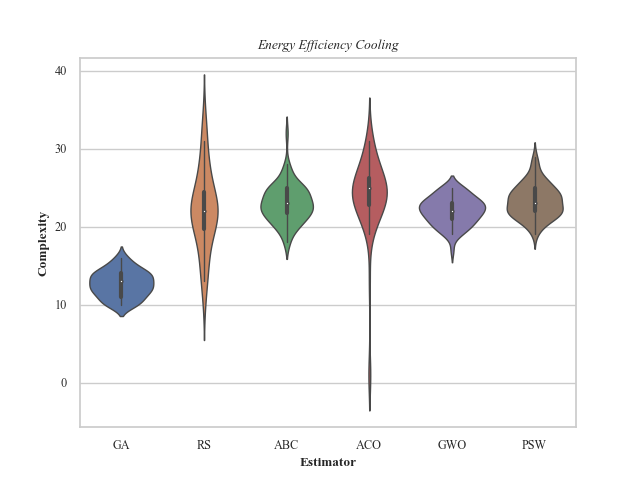 Energy Efficiency Cooling
40
30
20
10
0
Complexity
GA RS ABC ACO GWO PSW
Estimator